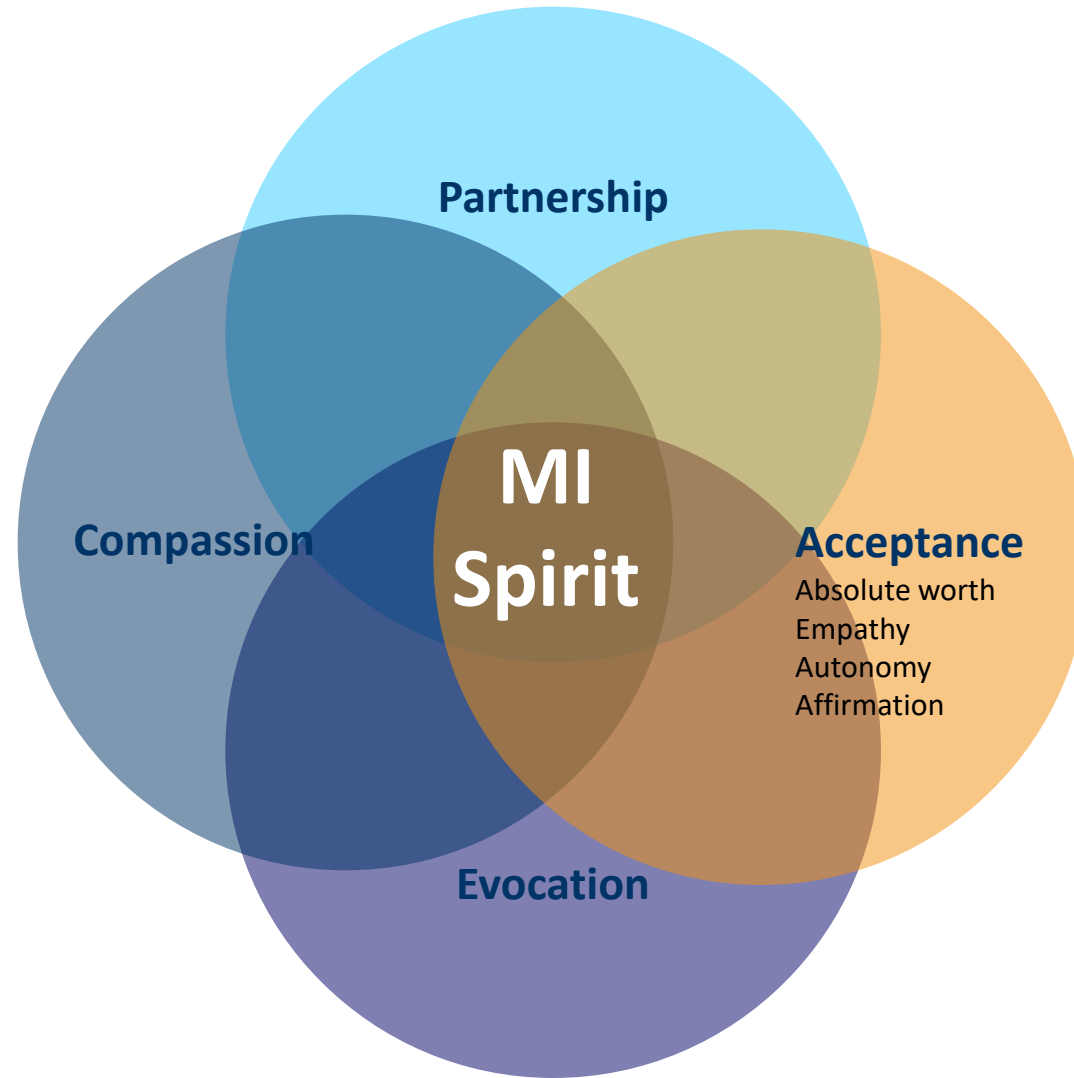 Partnership
MI
Spirit
Compassion
Acceptance
Absolute worth
Empathy
Autonomy
Affirmation
Evocation